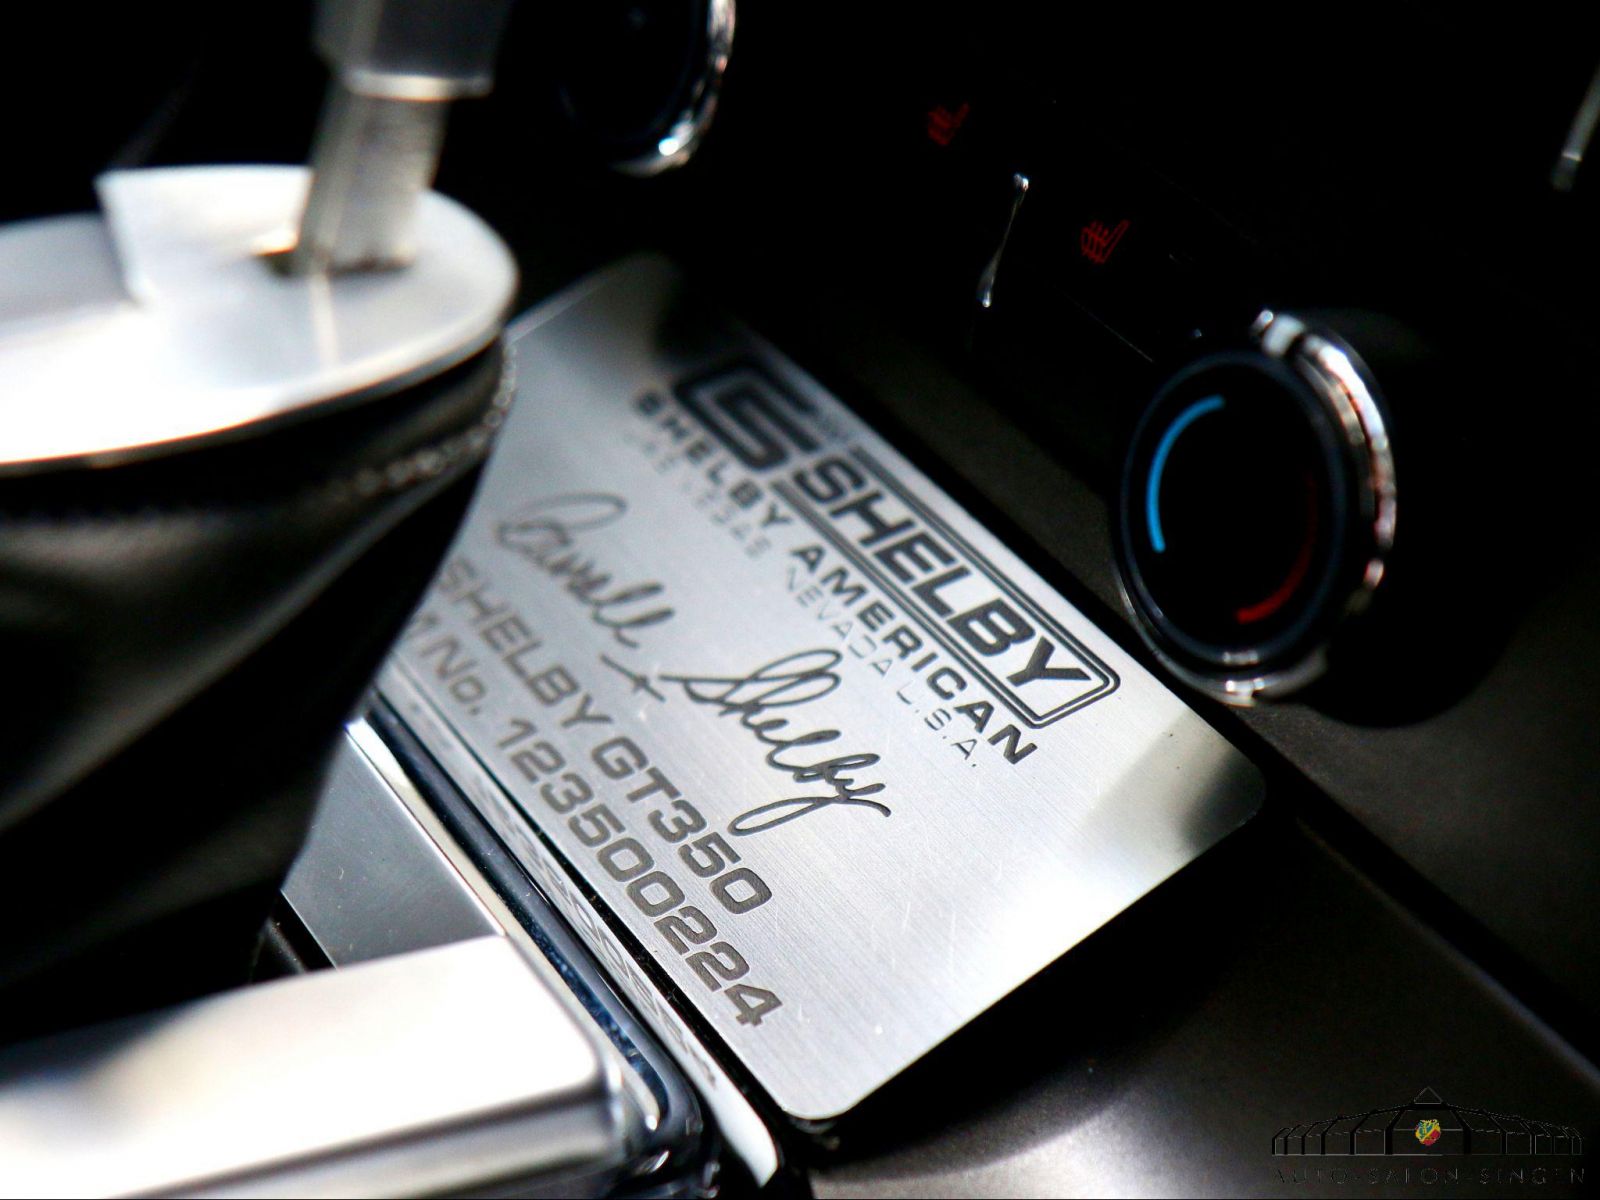 SHELBY
SHELBY AMERICAN
LAS VEGAS NEVADA U.S.A.
Carroll Shelby
SHELBY GT350
/No. 123500224
AUTO-SALON-SINGEN